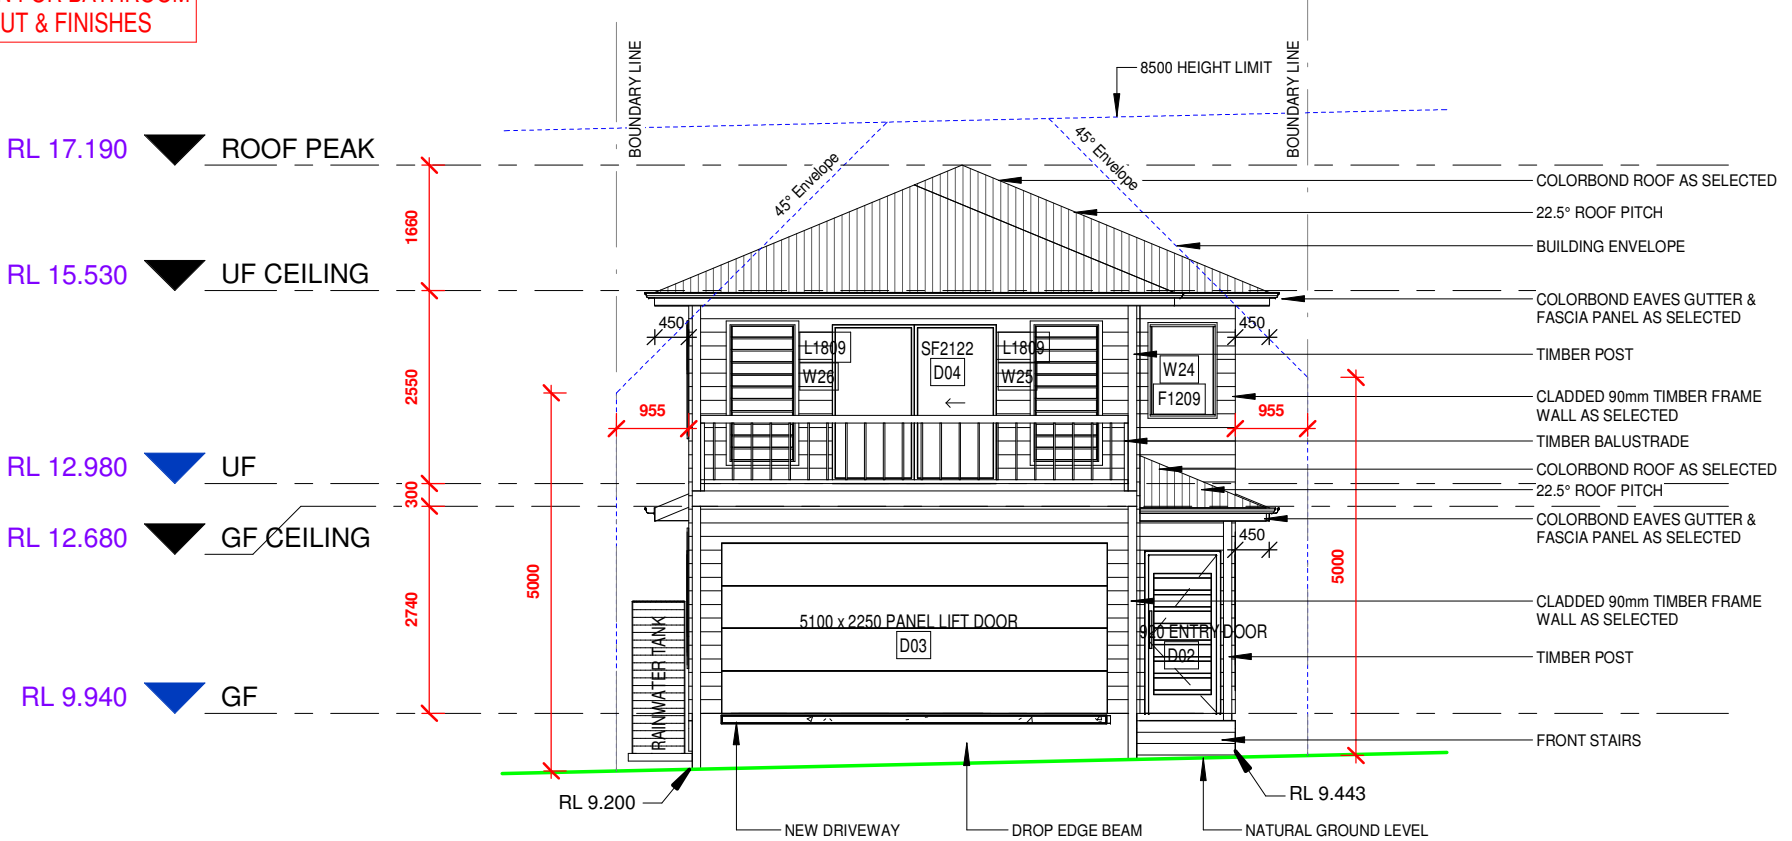 UT & FINISHES
BOUNDARY LINE
BOUNDARY LINE
8500 HEIGHT LIMIT
RL 17.190 ROOF PEAK
45° Envelope
45° Envelope
COLORBOND ROOF AS SELECTED
22.5° ROOF PITCH
BUILDING ENVELOPE
1660
RL 15.530 UF CEILING
COLORBOND EAVES GUTTER &
FASCIA PANEL AS SELECTED
450
450
L1809
W26
SF2122
D04
L1809
W25
W24
F1209
TIMBER POST
2550
955
955
CLADDED 90mm TIMBER FRAME
WALL AS SELECTED
TIMBER BALUSTRADE
RL 12.980 UF
COLORBOND ROOF AS SELECTED
22.5° ROOF PITCH
300
RL 12.680 GF CEILING
COLORBOND EAVES GUTTER &
FASCIA PANEL AS SELECTED
450
5000
5000
2740
5100 x 2250 PANEL LIFT DOOR
D03
920 ENTRY DOOR
D02
CLADDED 90mm TIMBER FRAME
WALL AS SELECTED
TIMBER POST
RAINWATER TANK
RL 9.940 GF
FRONT STAIRS
RL 9.200
RL 9.443
NEW DRIVEWAY
DROP EDGE BEAM
NATURAL GROUND LEVEL